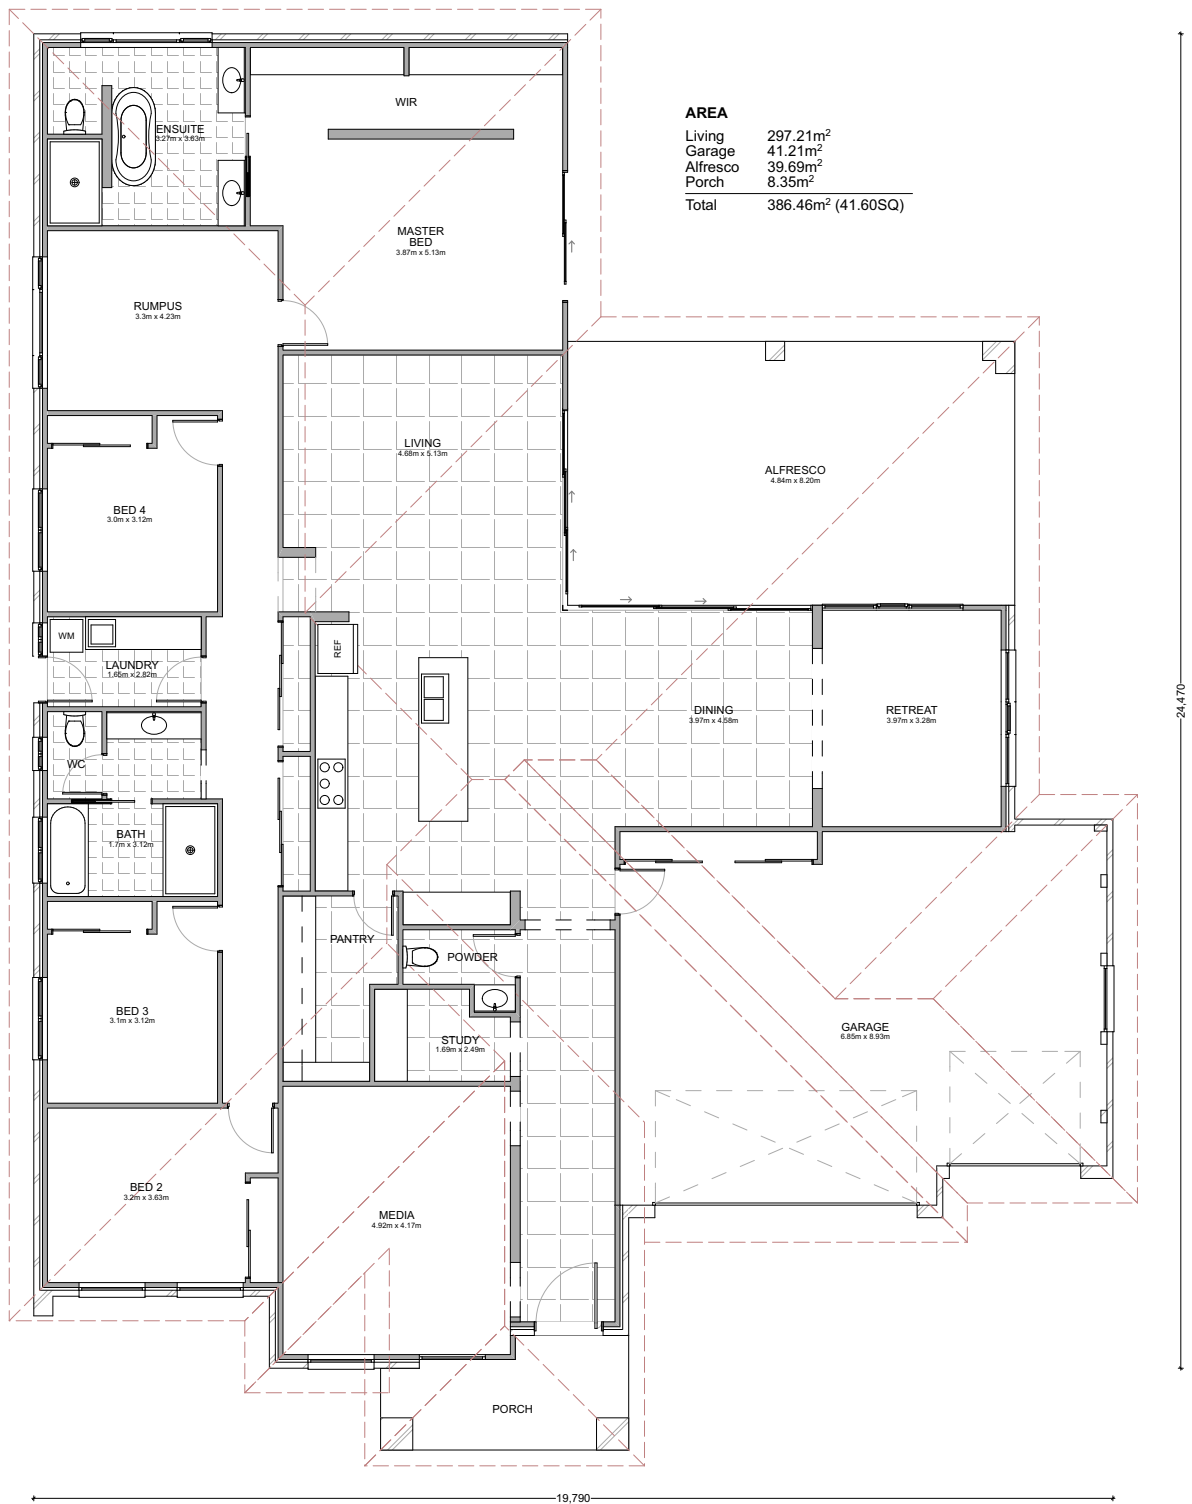 AREA
Living 297.21m²
Garage 41.21m²
Alfresco 39.69m²
Porch 8.35m²
Total 386.46m² (41.60SQ)
WIR
ENSUITE
3.27m x 3.63m
MASTER
BED
3.87m x 5.13m
RUMPUS
3.3m x 4.23m
LIVING
4.68m x 5.13m
ALFRESCO
4.84m x 8.20m
BED 4
3.0m x 3.12m
WM
REF
LAUNDRY
1.65m x 2.82m
DINING
3.97m x 4.58m
RETREAT
3.97m x 3.28m
24,470
WC
BATH
1.7m x 3.12m
PANTRY
POWDER
BED 3
3.1m x 3.12m
STUDY
1.69m x 2.49m
GARAGE
6.85m x 8.93m
BED 2
3.2m x 3.63m
MEDIA
4.92m x 4.17m
PORCH
19,790